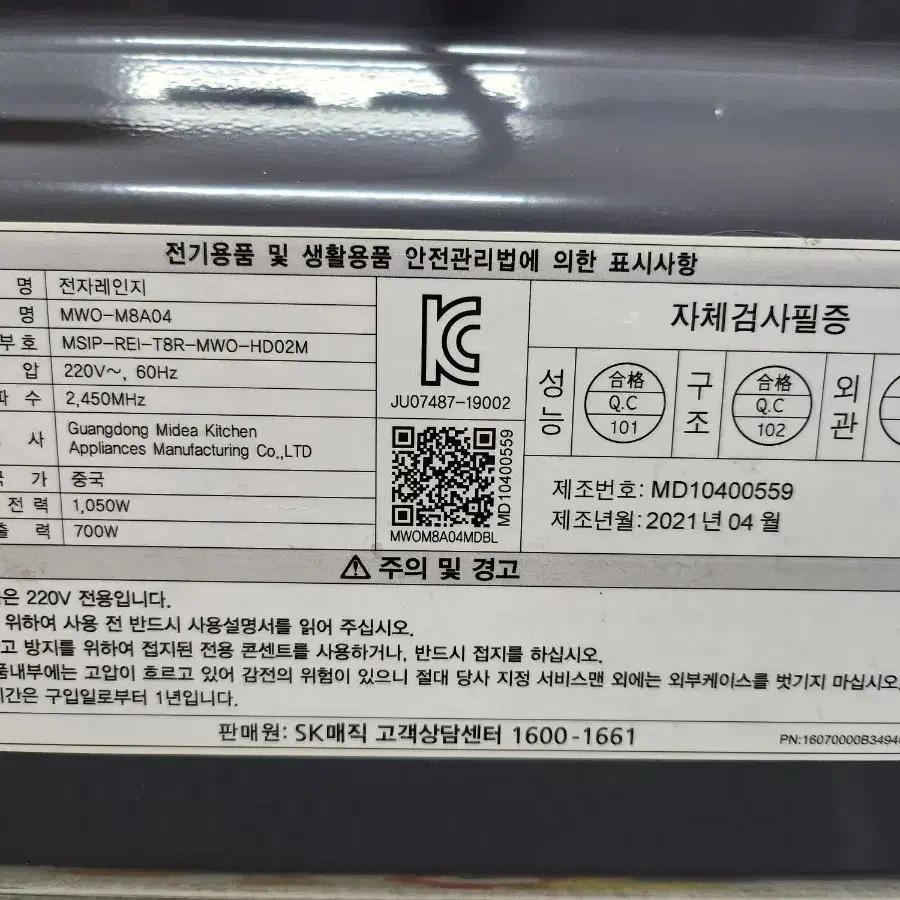 전기용품 및 생활용품 안전관리법에 의한 표시사항
명 전자레인지
명 MWO-M8A04
부호 MSIP-REI-T8R-MWO-HD02M
압 220V~, 60Hz
파 수 2,450MHz
사 Guangdong Midea Kitchen
Appliances Manufacturing Co.,LTD
가 중국
전 력 1,050W
출 력 700W
JU07487-19002
MD10400559
MWOM8A04MDBL
자체검사필증
성능 合格 Q.C 101
구조 合格 Q.C 102
외관
제조번호: MD10400559
제조년월: 2021년 04월
주의 및 경고
은 220V 전용입니다.
위하여 사용 전 반드시 사용설명서를 읽어 주십시오.
고 방지를 위하여 접지된 전용 콘센트를 사용하거나, 반드시 접지를 하십시오.
품내부에는 고압이 흐르고 있어 감전의 위험이 있으니 절대 당사 지정 서비스맨 외에는 외부케이스를 벗기지 마십시오
기간은 구입일로부터 1년입니다.
판매원: SK매직 고객상담센터 1600-1661
PN:16070000B3494